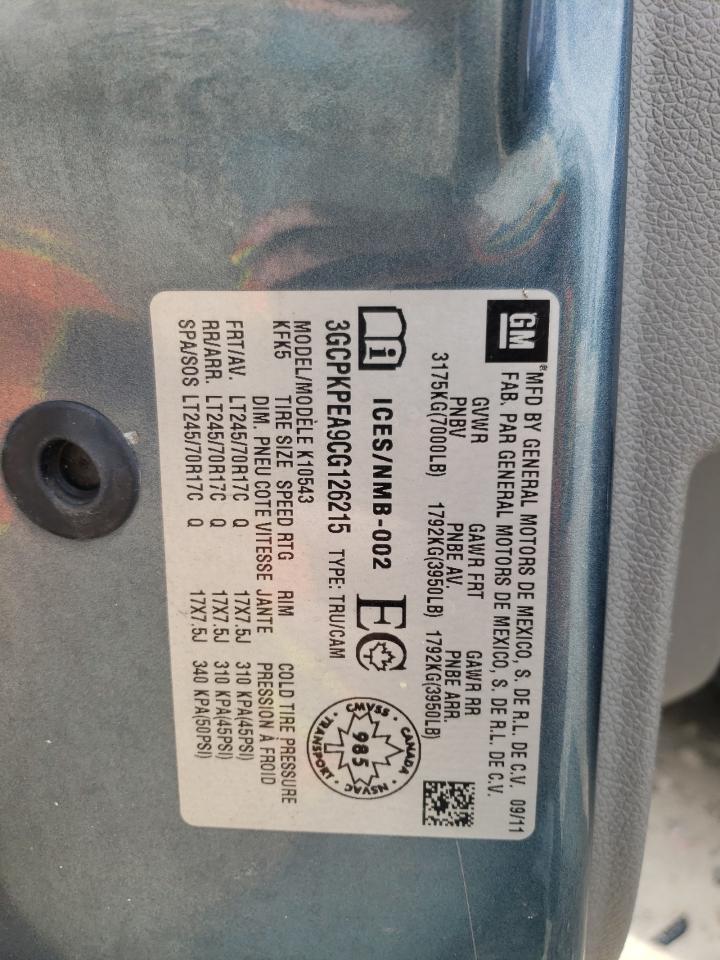 GM
®
MFD BY GENERAL MOTORS DE MEXICO, S. DE R.L. DE C.V. 09/11
FAB. PAR GENERAL MOTORS DE MEXICO, S. DE R.L. DE C.V.
GVWR GAWR FRT GAWR RR
PNBV PNBE AV. PNBE ARR.
3175KG(7000LB) 1792KG(3950LB) 1792KG(3950LB)
i ICES/NMB-002 EC
CMVSS · CANADA · NSVAC · TRANSPORT ·
985
3GCPKPEA9CG126215 TYPE: TRU/CAM
MODEL/MODÈLE K10543
KFK5 TIRE SIZE SPEED RTG RIM COLD TIRE PRESSURE
DIM. PNEU COTE VITESSE JANTE PRESSION À FROID
FRT/AV. LT245/70R17C Q 17X7.5J 310 KPA(45PSI)
RR/ARR. LT245/70R17C Q 17X7.5J 310 KPA(45PSI)
SPA/SOS LT245/70R17C Q 17X7.5J 340 KPA(50PSI)